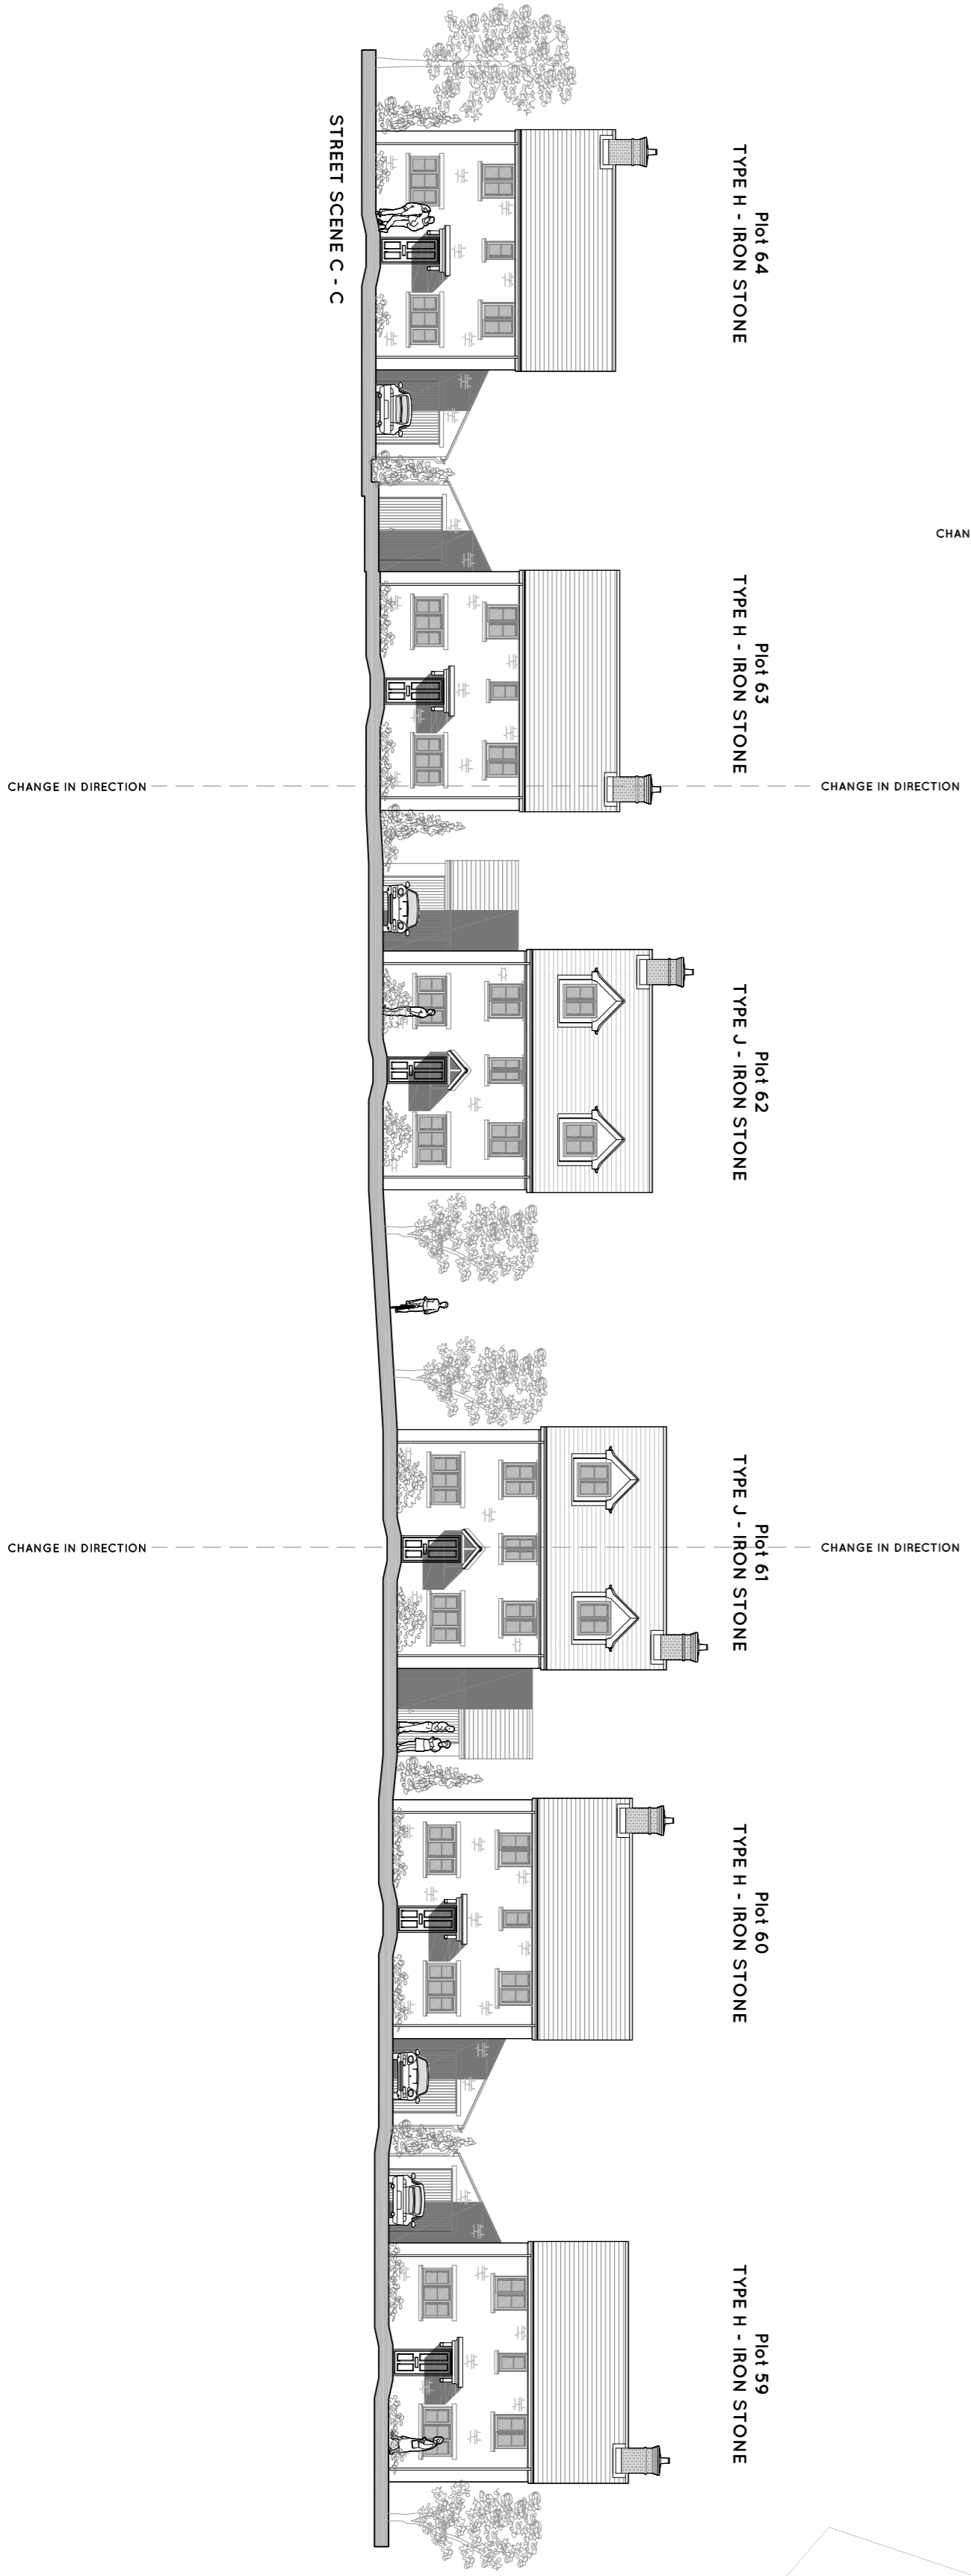 Plot 64
TYPE H - IRON STONE
Plot 63
TYPE H - IRON STONE
Plot 62
TYPE J - IRON STONE
Plot 61
TYPE J - IRON STONE
Plot 60
TYPE H - IRON STONE
Plot 59
TYPE H - IRON STONE
STREET SCENE C - C
CHAN
CHANGE IN DIRECTION
CHANGE IN DIRECTION
CHANGE IN DIRECTION
CHANGE IN DIRECTION